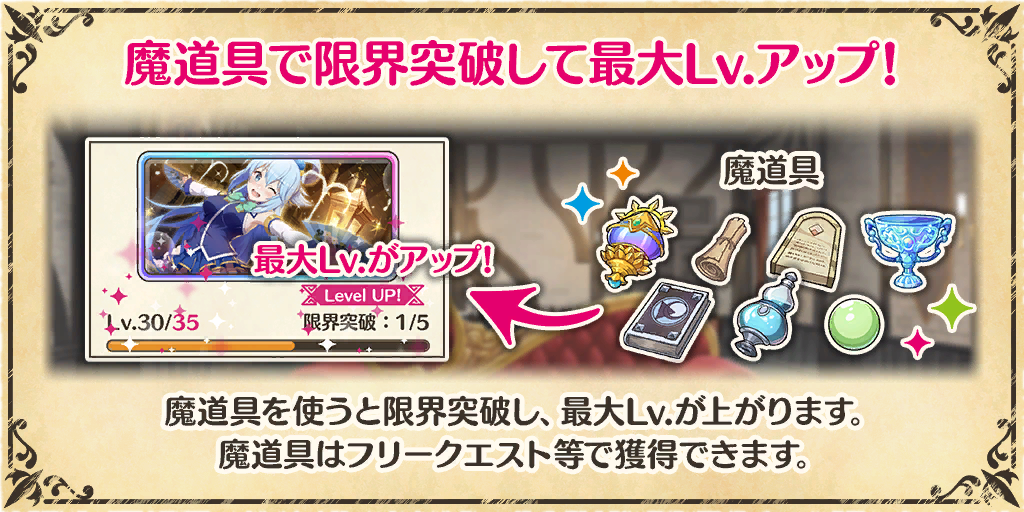 魔道具で限界突破して最大Lv.アップ!
魔道具
最大Lv.がアップ!
Level UP!
Lv.30/35
限界突破:1/5
魔道具を使うと限界突破し、最大Lv.が上がります。
魔道具はフリークエスト等で獲得できます。